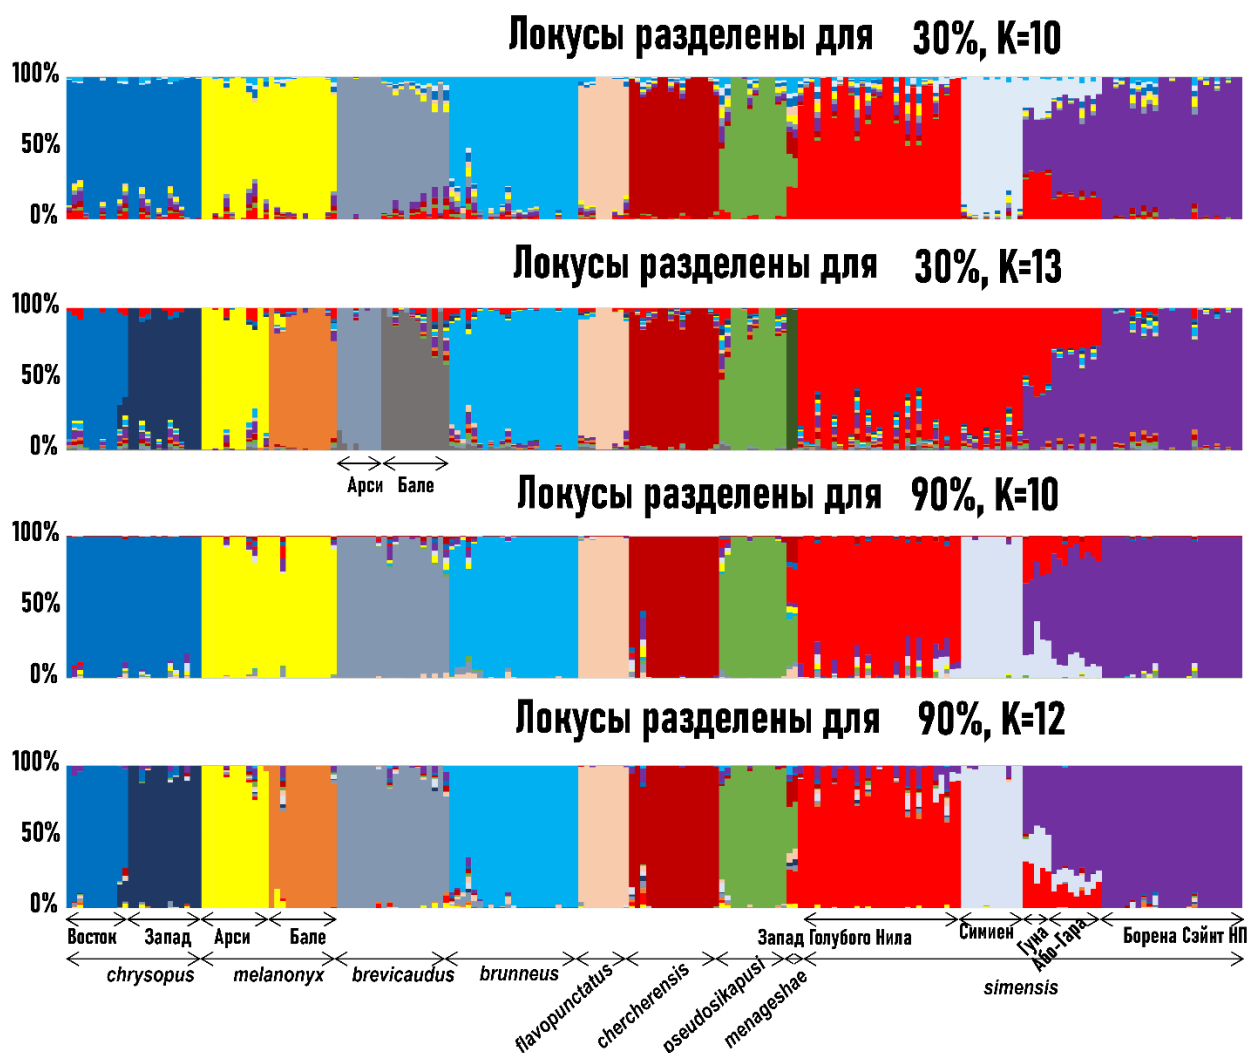 Локусы разделены для 30%, K=10
100%
50%
0%
Локусы разделены для 30%, K=13
100%
50%
0%
Арси Бале
Локусы разделены для 90%, K=10
100%
50%
0%
Локусы разделены для 90%, K=12
100%
50%
0%
Восток Запад Арси Бале Запад Голубого Нила Симиен Гуна Або-Гара Борена Сэйнт НП
chrysopus melanonyx brevicaudus brunneus flavopunctatus chercherensis pseudosikapusi menageshae simensis